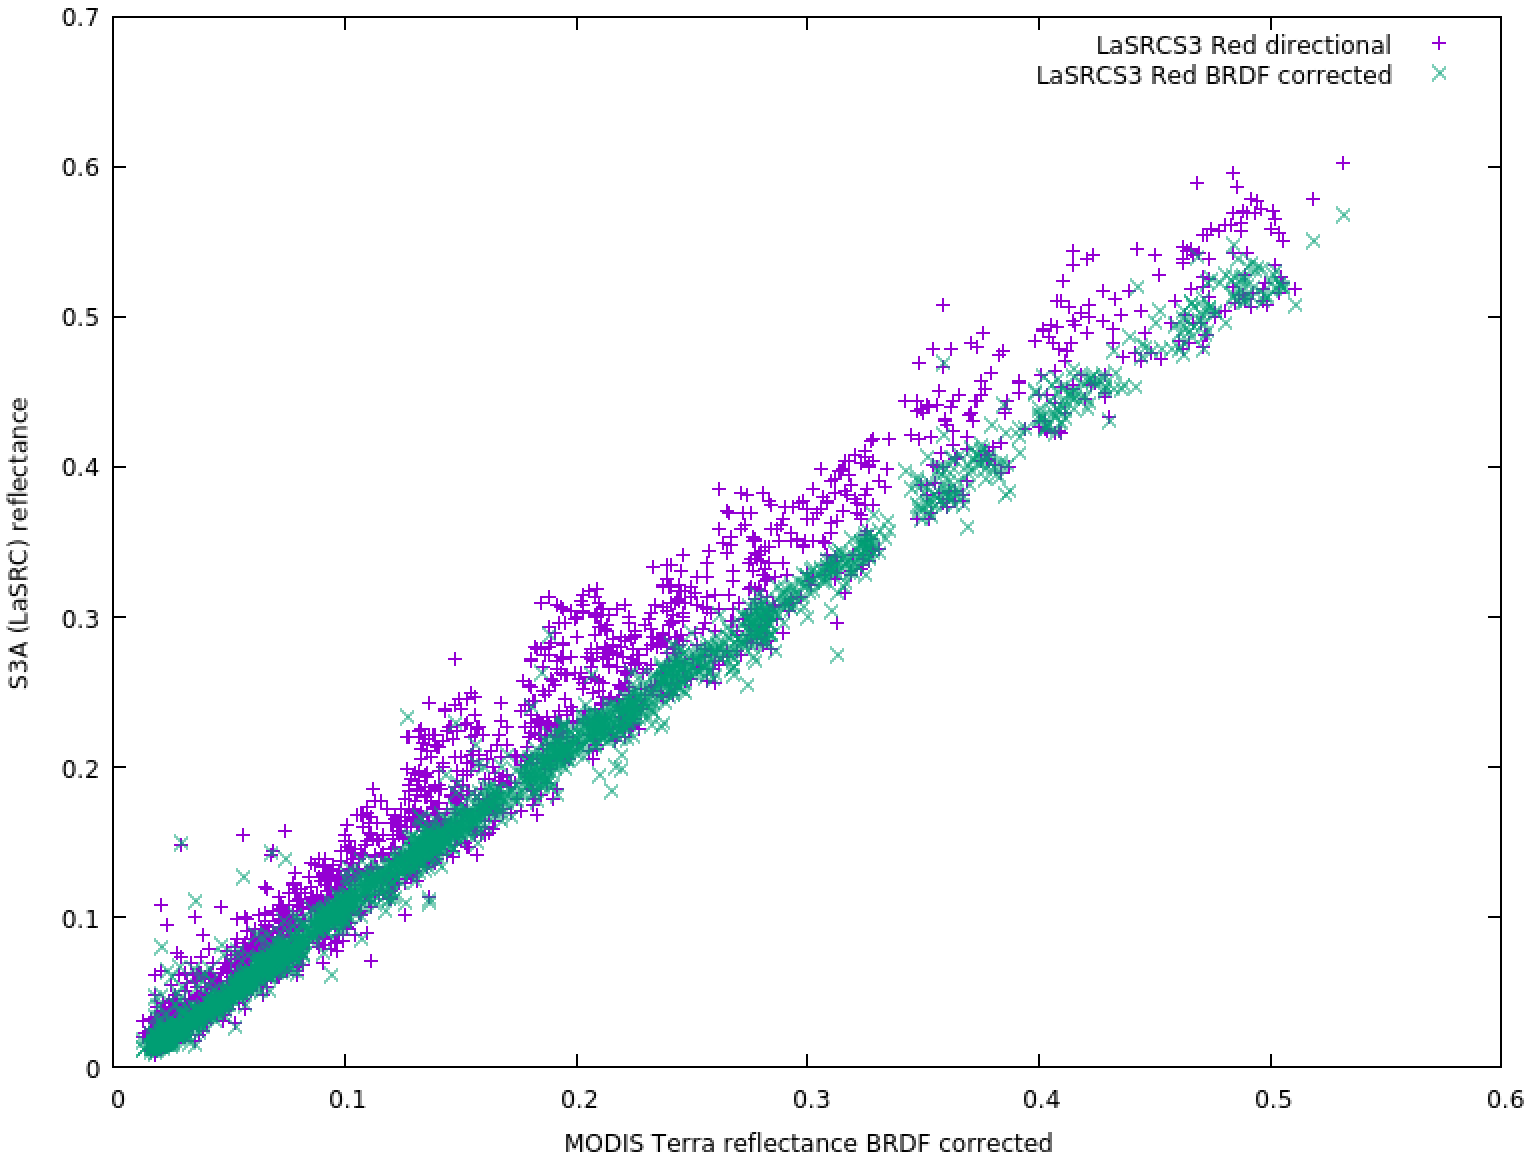 0.7
LaSRCS3 Red directional
LaSRCS3 Red BRDF corrected
0.6
0.5
0.4
0.3
0.2
0.1
0
S3A (LaSRC) reflectance
0 0.1 0.2 0.3 0.4 0.5 0.6
MODIS Terra reflectance BRDF corrected